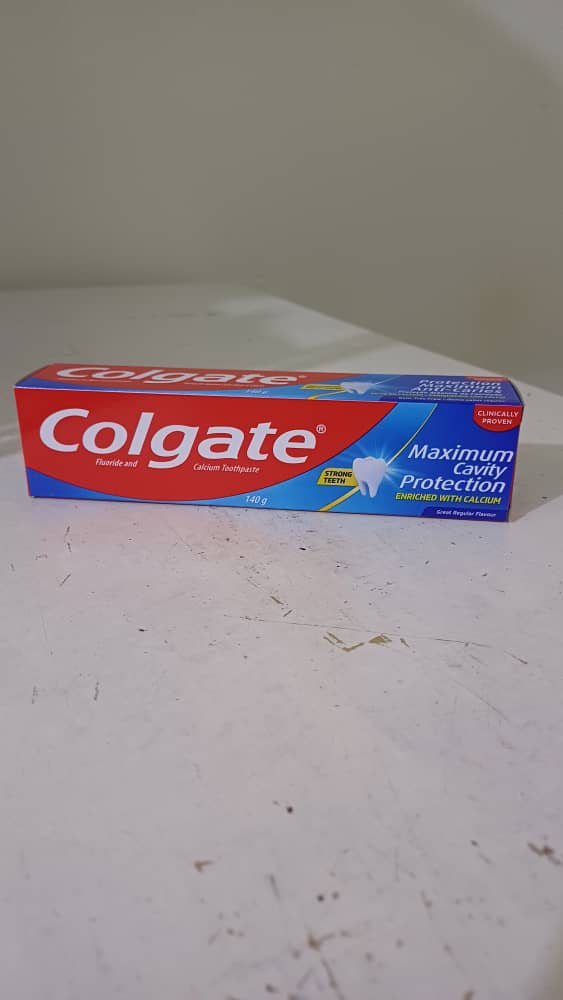 Colgate
140 g
Protection
Anti-Caries
Colgate®
Fluoride and Calcium Toothpaste
140 g
STRONG
TEETH
CLINICALLY
PROVEN
Maximum
Cavity
Protection
ENRICHED WITH CALCIUM
Great Regular Flavour